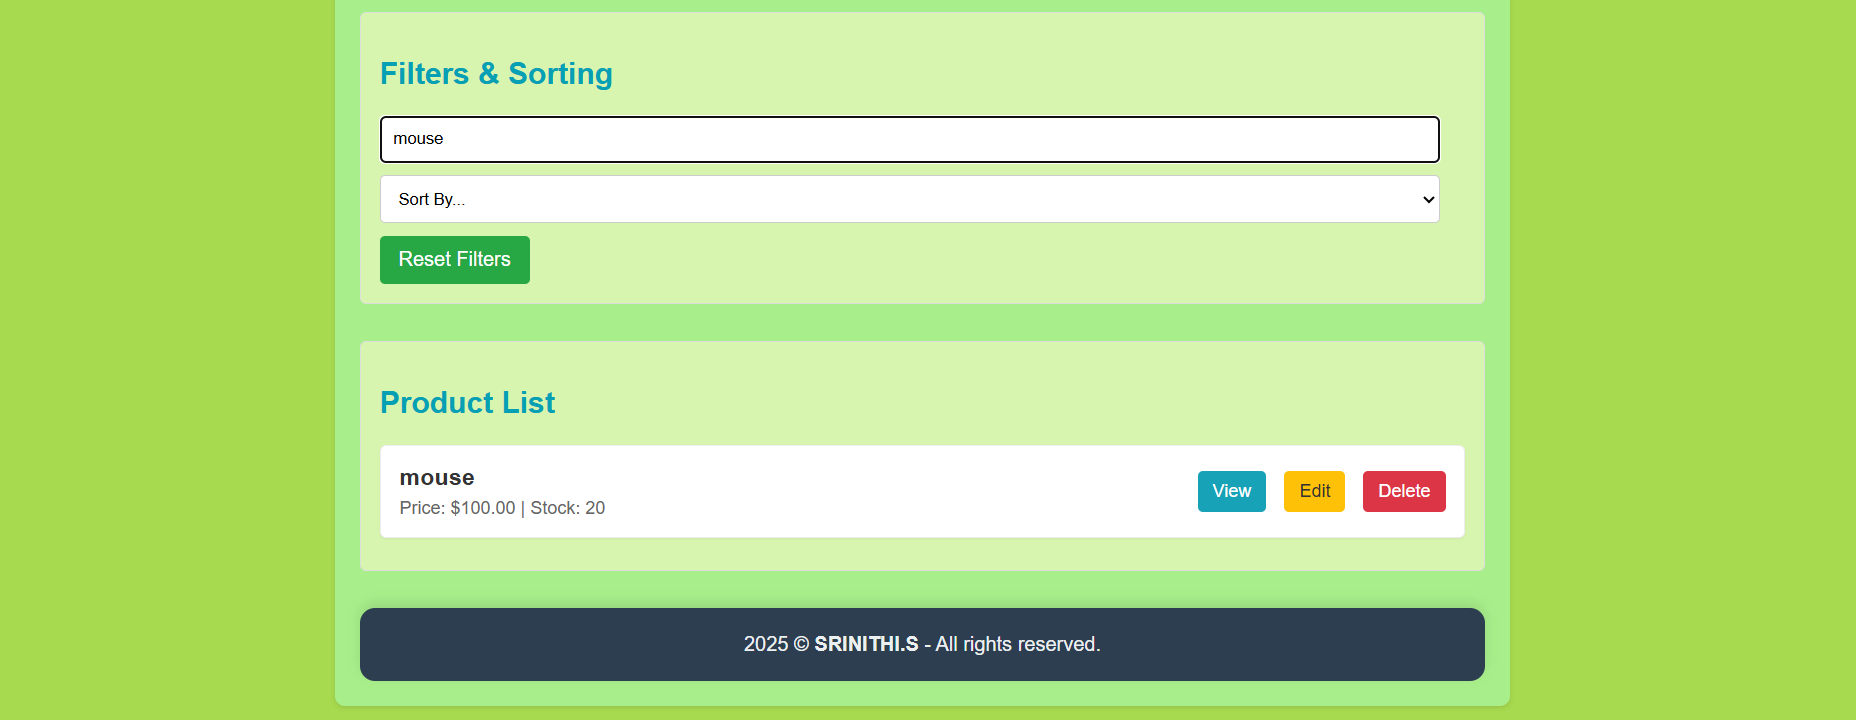 Filters & Sorting
mouse
Sort By...
Reset Filters
Product List
mouse
Price: $100.00 | Stock: 20
View
Edit
Delete
2025 © SRINITHI.S - All rights reserved.